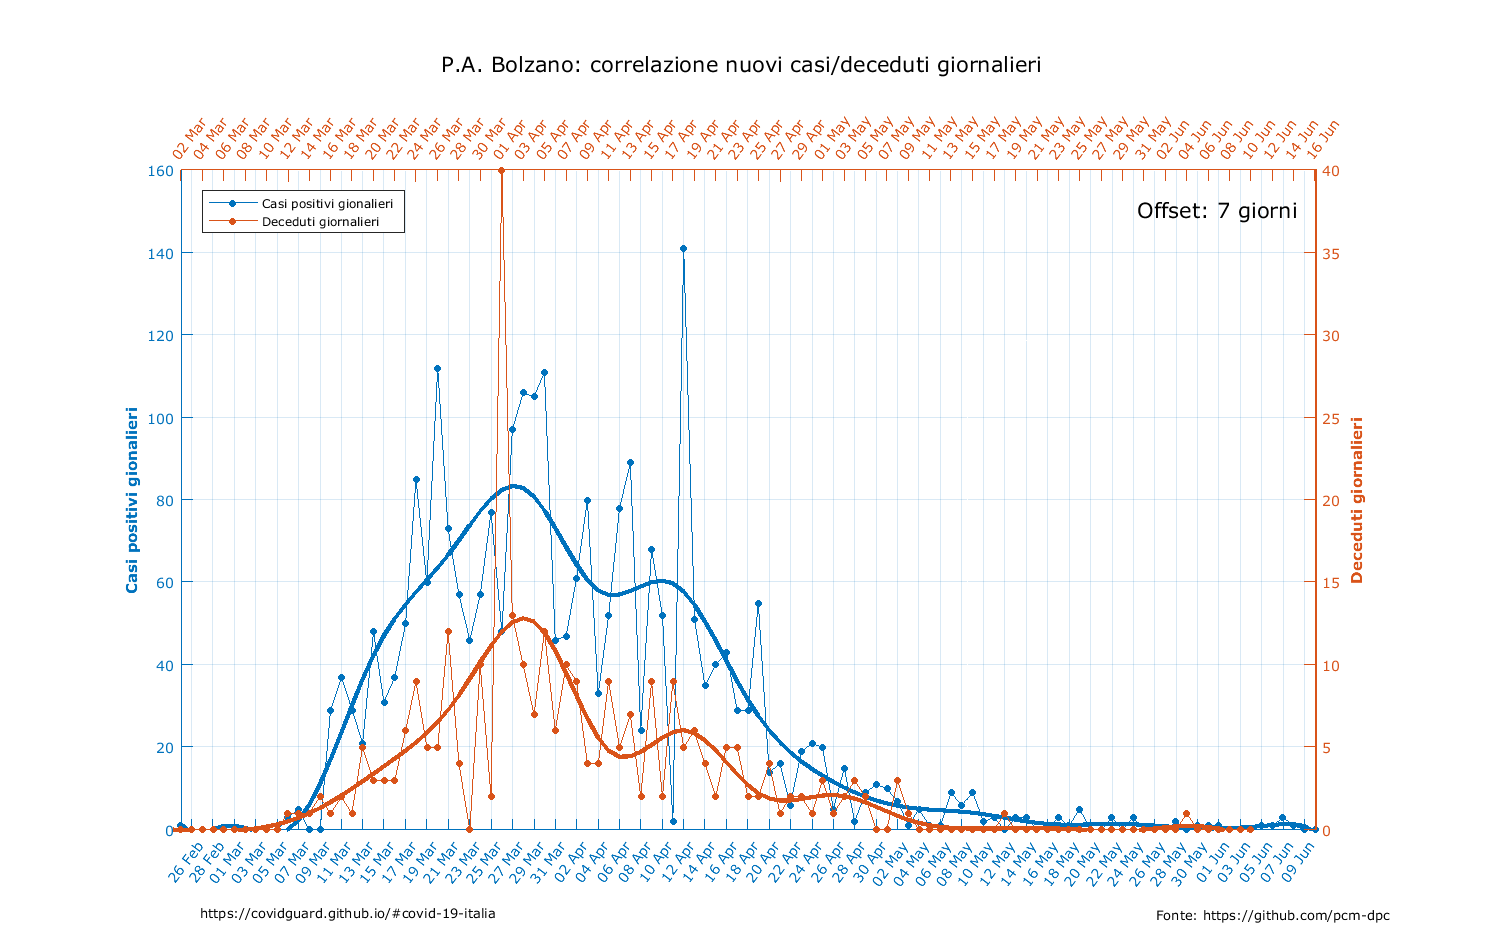 P.A. Bolzano: correlazione nuovi casi/deceduti giornalieri
02 Mar 04 Mar 06 Mar 08 Mar 10 Mar 12 Mar 14 Mar 16 Mar 18 Mar 20 Mar 22 Mar 24 Mar 26 Mar 28 Mar 30 Mar 01 Apr 03 Apr 05 Apr 07 Apr 09 Apr 11 Apr 13 Apr 15 Apr 17 Apr 19 Apr 21 Apr 23 Apr 25 Apr 27 Apr 29 Apr 01 May 03 May 05 May 07 May 09 May 11 May 13 May 15 May 17 May 19 May 21 May 23 May 25 May 27 May 29 May 31 May 02 Jun 04 Jun 06 Jun 08 Jun 10 Jun 12 Jun 14 Jun 16 Jun
160 40
Casi positivi gionalieri
Deceduti giornalieri
Offset: 7 giorni
140 35
120 30
100 25
80 20
60 15
40 10
20 5
0 0
Casi positivi gionalieri
Deceduti giornalieri
26 Feb 28 Feb 01 Mar 03 Mar 05 Mar 07 Mar 09 Mar 11 Mar 13 Mar 15 Mar 17 Mar 19 Mar 21 Mar 23 Mar 25 Mar 27 Mar 29 Mar 31 Mar 02 Apr 04 Apr 06 Apr 08 Apr 10 Apr 12 Apr 14 Apr 16 Apr 18 Apr 20 Apr 22 Apr 24 Apr 26 Apr 28 Apr 30 Apr 02 May 04 May 06 May 08 May 10 May 12 May 14 May 16 May 18 May 20 May 22 May 24 May 26 May 28 May 30 May 01 Jun 03 Jun 05 Jun 07 Jun 09 Jun
https://covidguard.github.io/#covid-19-italia
Fonte: https://github.com/pcm-dpc